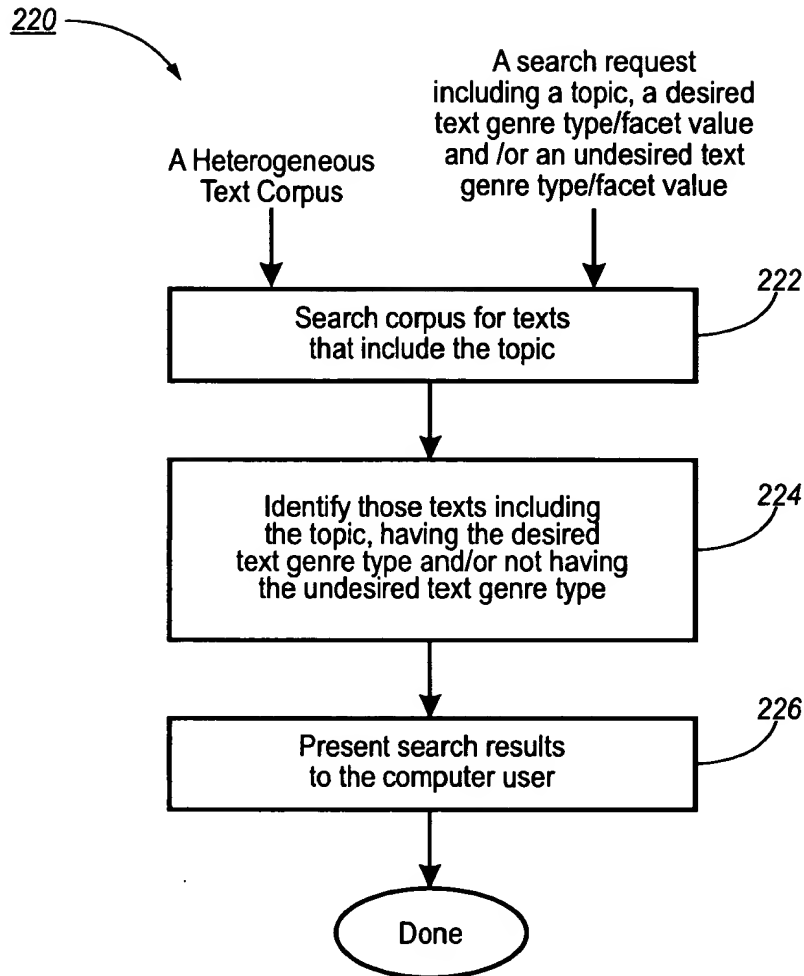 220
A search request
including a topic, a desired
text genre type/facet value
and /or an undesired text
genre type/facet value
A Heterogeneous
Text Corpus
222
Search corpus for texts
that include the topic
224
Identify those texts including
the topic, having the desired
text genre type and/or not having
the undesired text genre type
226
Present search results
to the computer user
Done